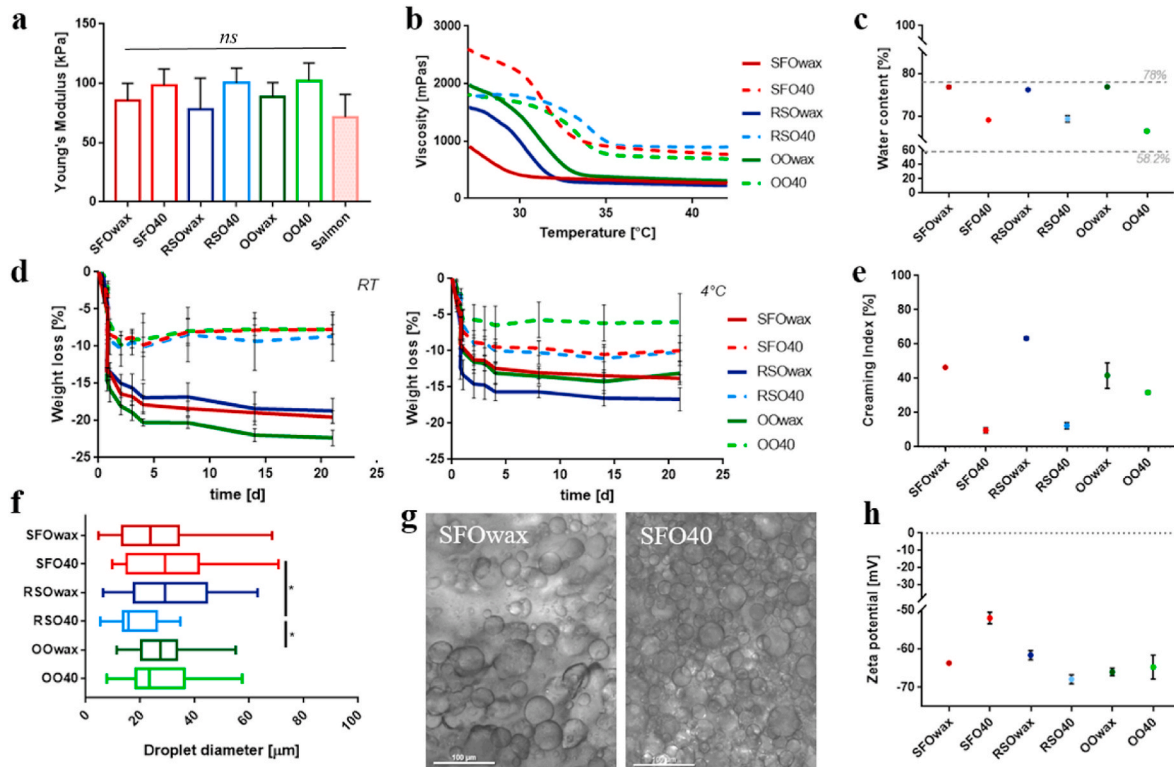 a
Young's Modulus [kPa]
150
100
50
0
ns
SFOwax
SFO40
RSOwax
RSO40
OOwax
OO40
Salmon
b
Viscosity [mPas]
3000
2000
1000
0
30
35
40
Temperature [°C]
SFOwax
SFO40
RSOwax
RSO40
OOwax
OO40
c
Water content [%]
100
90
80
70
60
60
40
20
0
78%
58.2%
SFOwax
SFO40
RSOwax
RSO40
OOwax
OO40
d
Weight loss [%]
0
-5
-10
-15
-20
-25
RT
0
5
10
15
20
25
time [d]
Weight loss [%]
0
-5
-10
-15
-20
-25
4°C
0
5
10
15
20
25
time [d]
SFOwax
SFO40
RSOwax
RSO40
OOwax
OO40
e
Creaming Index [%]
100
80
60
40
20
0
SFOwax
SFO40
RSOwax
RSO40
OOwax
OO40
f
SFOwax
SFO40
RSOwax
RSO40
OOwax
OO40
*
*
0
20
40
60
80
100
Droplet diameter [µm]
g
SFOwax
100 µm
SFO40
h
Zeta potential [mV]
0
-10
-20
-30
-50
-60
-70
SFOwax
SFO40
RSOwax
RSO40
OOwax
OO40